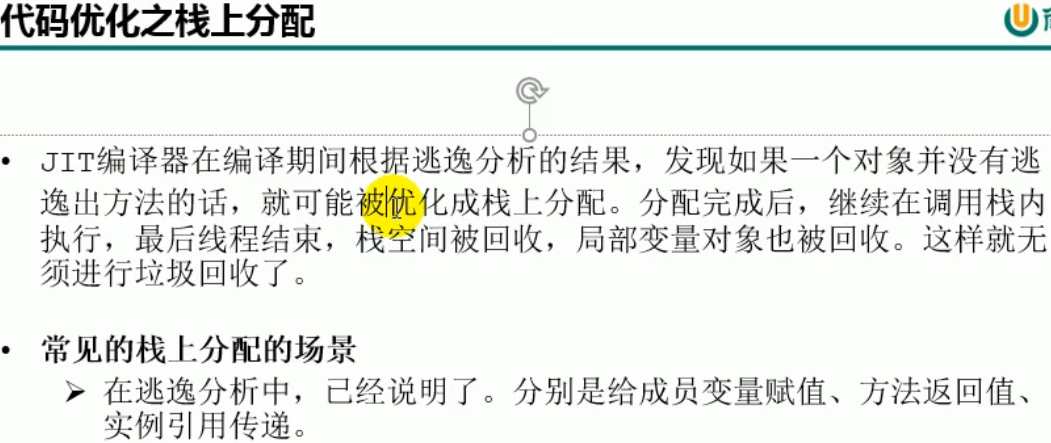 代码优化之栈上分配
• JIT编译器在编译期间根据逃逸分析的结果，发现如果一个对象并没有逃
逸出方法的话，就可能被优化成栈上分配。分配完成后，继续在调用栈内
执行，最后线程结束，栈空间被回收，局部变量对象也被回收。这样就无
须进行垃圾回收了。
• 常见的栈上分配的场景
➢ 在逃逸分析中，已经说明了。分别是给成员变量赋值、方法返回值、
实例引用传递。